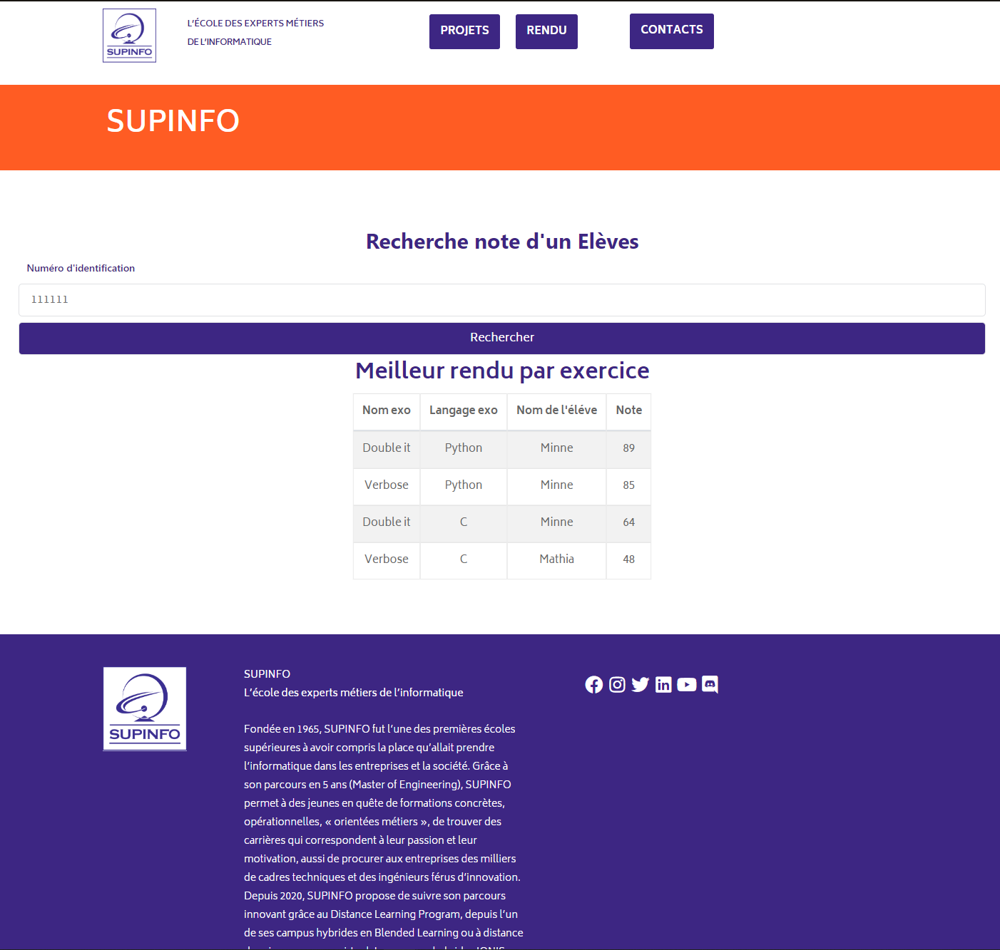 SUPINFO
L'ÉCOLE DES EXPERTS MÉTIERS
DE L'INFORMATIQUE
PROJETS
RENDU
CONTACTS
SUPINFO
Recherche note d'un Elèves
Numéro d'identification
111111
Rechercher
Meilleur rendu par exercice
Nom exo Langage exo Nom de l'éléve Note
Double it Python Minne 89
Verbose Python Minne 85
Double it C Minne 64
Verbose C Mathia 48
SUPINFO
SUPINFO
L'école des experts métiers de l'informatique
Fondée en 1965, SUPINFO fut l'une des premières écoles
supérieures à avoir compris la place qu'allait prendre
l'informatique dans les entreprises et la société. Grâce à
son parcours en 5 ans (Master of Engineering), SUPINFO
permet à des jeunes en quête de formations concrètes,
opérationnelles, « orientées métiers », de trouver des
carrières qui correspondent à leur passion et leur
motivation, aussi de procurer aux entreprises des milliers
de cadres techniques et des ingénieurs férus d'innovation.
Depuis 2020, SUPINFO propose de suivre son parcours
innovant grâce au Distance Learning Program, depuis l'un
de ses campus hybrides en Blended Learning ou à distance